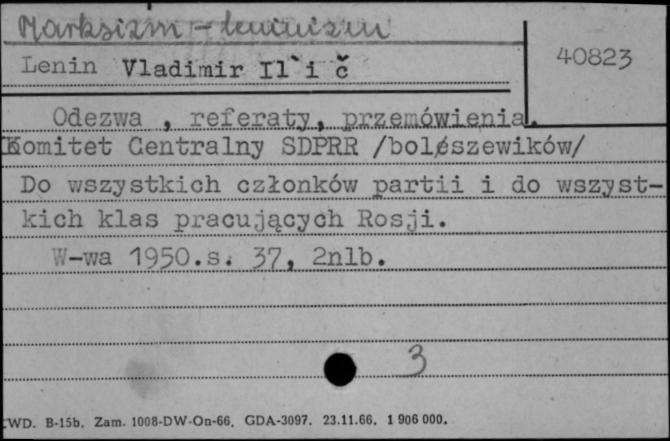 Marksizm - leninizm
Lenin Vladimir Il`i č
40823
Odezwa , referaty, przemówienia.
Komitet Centralny SDPRR /boleszewików/
Do wszystkich członków partii i do wszyst-
kich klas pracujących Rosji.
W-wa 1950.s. 37, 2nlb.
3
WD. B-15b. Zam. 1008-DW-On-66. GDA-3097. 23.11.66. 1 906 000.